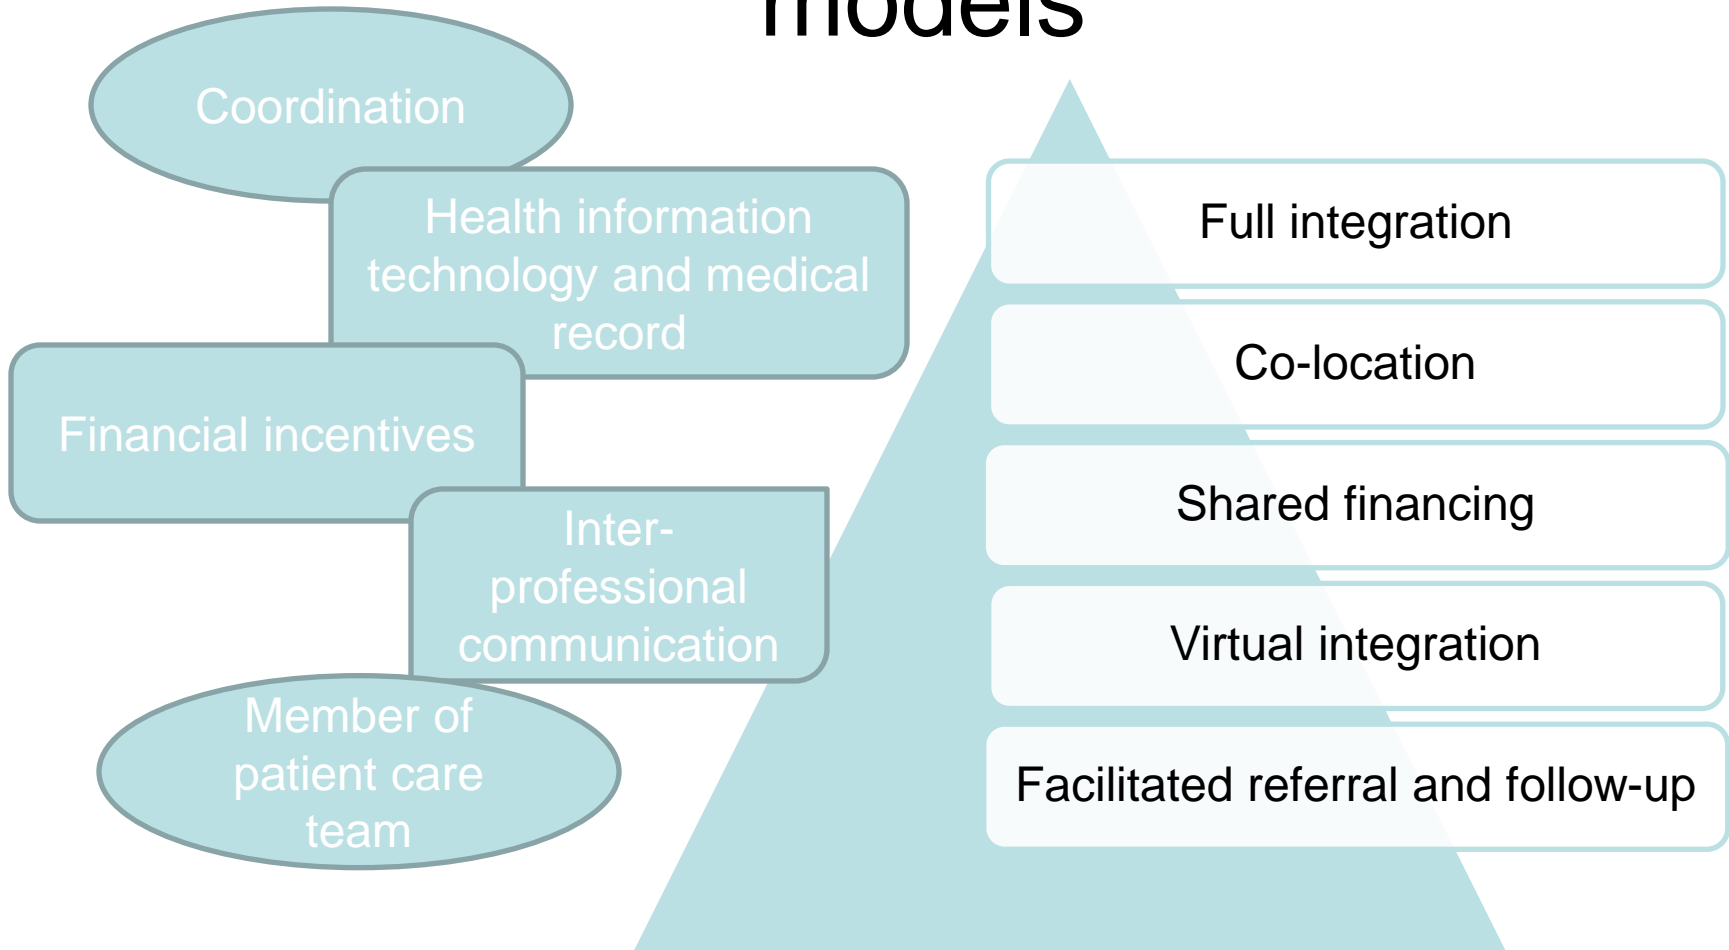 models
Coordination
Health information
technology and medical
record
Financial incentives
Inter-
professional
communication
Member of
patient care
team
Full integration
Co-location
Shared financing
Virtual integration
Facilitated referral and follow-up